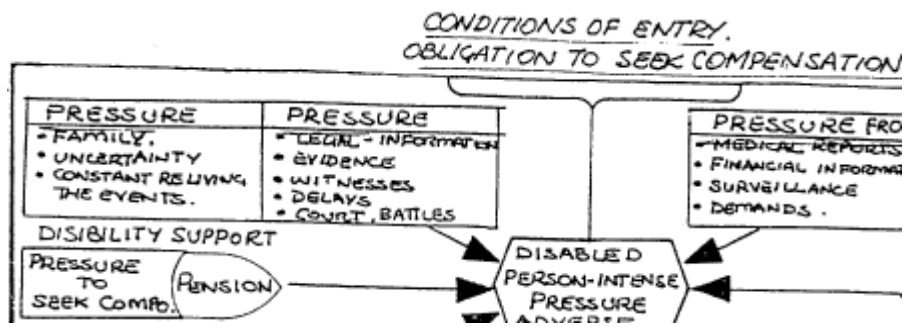 CONDITIONS OF ENTRY.
OBLIGATION TO SEEK COMPENSATION
PRESSURE
• FAMILY.
• UNCERTAINTY
• CONSTANT RELIVING
THE EVENTS.
PRESSURE
• LEGAL - INFORMATION
• EVIDENCE
• WITNESSES
• DELAYS
• COURT, BATTLES
PRESSURE FRO
• MEDICAL REPORTS
• FINANCIAL INFORMAT
• SURVEILLANCE
• DEMANDS.
DISIBILITY SUPPORT
PRESSURE
TO
SEEK COMPO.
PENSION
DISABLED
PERSON-INTENSE
PRESSURE
ADVERSE